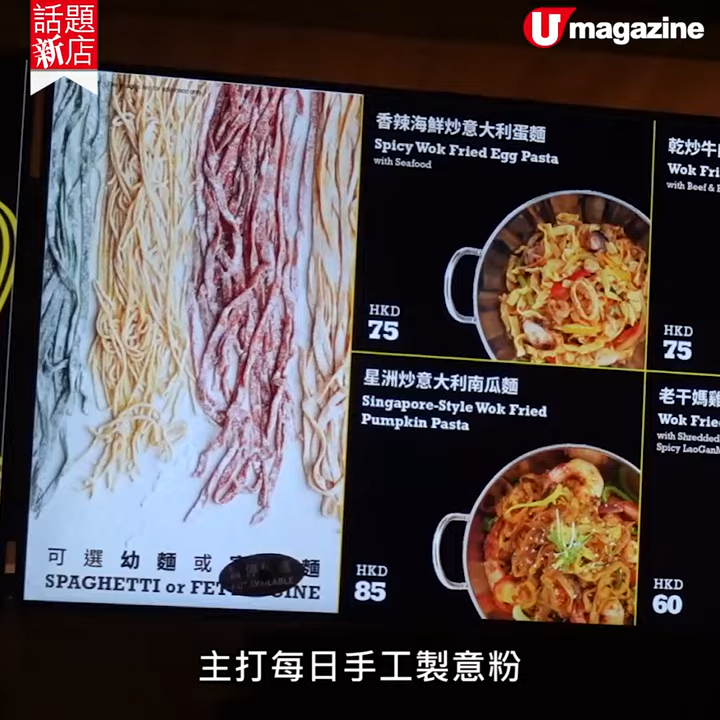 話題
新店
U magazine
香辣海鮮炒意大利蛋麵
Spicy Wok Fried Egg Pasta
with Seafood
HKD
75
乾炒牛
Wok Fri
with Beef &
HKD
75
星洲炒意大利南瓜麵
Singapore-Style Wok Fried
Pumpkin Pasta
HKD
85
老干媽雞
Wok Frie
with Shredded
Spicy LaoGanM
HKD
60
可選幼麵或 麵
SPAGHETTI or FETTUCINE
主打每日手工製意粉